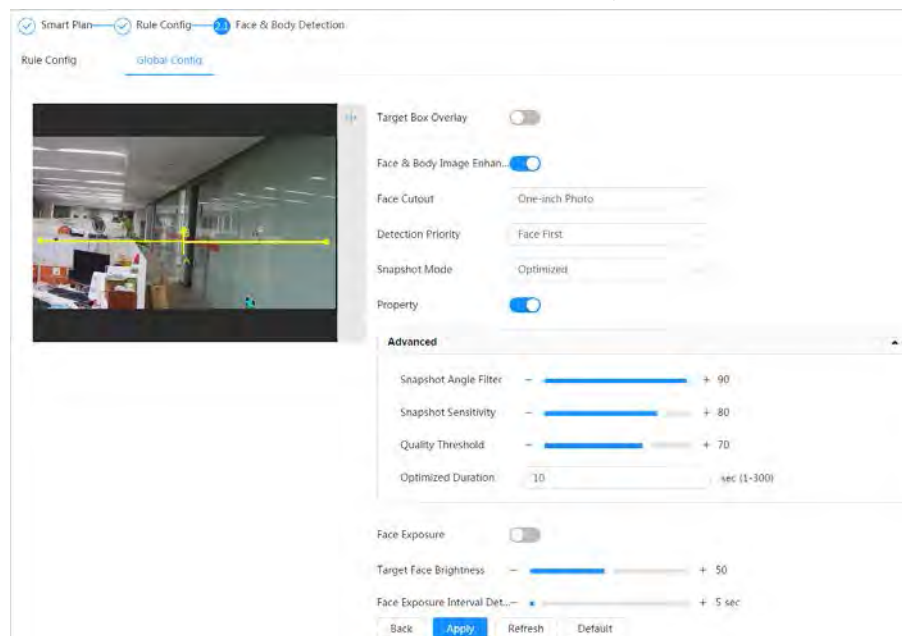 Smart Plan Rule Config 2.1 Face & Body Detection
Rule Config Global Config
Target Box Overlay
Face & Body Image Enhan...
Face Cutout One-inch Photo
Detection Priority Face First
Snapshot Mode Optimized
Property
Advanced
Snapshot Angle Filter - + 90
Snapshot Sensitivity - + 80
Quality Threshold - + 70
Optimized Duration 10 sec (1-300)
Face Exposure
Target Face Brightness - + 50
Face Exposure Interval Det... - + 5 sec
Back Apply Refresh Default